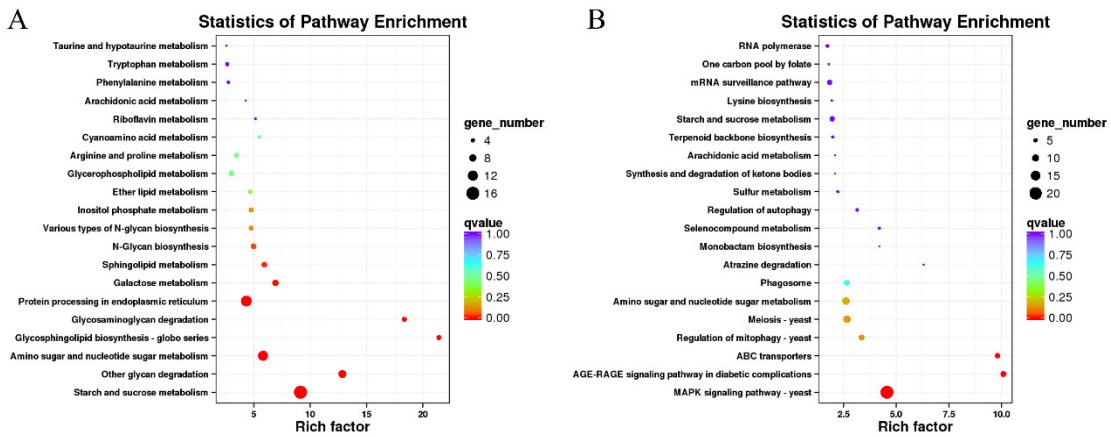 A
Statistics of Pathway Enrichment
Taurine and hypotaurine metabolism
Tryptophan metabolism
Phenylalanine metabolism
Arachidonic acid metabolism
Riboflavin metabolism
Cyanoamino acid metabolism
Arginine and proline metabolism
Glycerophospholipid metabolism
Ether lipid metabolism
Inositol phosphate metabolism
Various types of N-glycan biosynthesis
N-Glycan biosynthesis
Sphingolipid metabolism
Galactose metabolism
Protein processing in endoplasmic reticulum
Glycosaminoglycan degradation
Glycosphingolipid biosynthesis - globo series
Amino sugar and nucleotide sugar metabolism
Other glycan degradation
Starch and sucrose metabolism
5 10 15 20
Rich factor
gene_number
4
8
12
16
qvalue
1.00
0.75
0.50
0.25
0.00
B
Statistics of Pathway Enrichment
RNA polymerase
One carbon pool by folate
mRNA surveillance pathway
Lysine biosynthesis
Starch and sucrose metabolism
Terpenoid backbone biosynthesis
Arachidonic acid metabolism
Synthesis and degradation of ketone bodies
Sulfur metabolism
Regulation of autophagy
Selenocompound metabolism
Monobactam biosynthesis
Atrazine degradation
Phagosome
Amino sugar and nucleotide sugar metabolism
Meiosis - yeast
Regulation of mitophagy - yeast
ABC transporters
AGE-RAGE signaling pathway in diabetic complications
MAPK signaling pathway - yeast
2.5 5.0 7.5 10.0
Rich factor
gene_number
5
10
15
20
qvalue
1.00
0.75
0.50
0.25
0.00